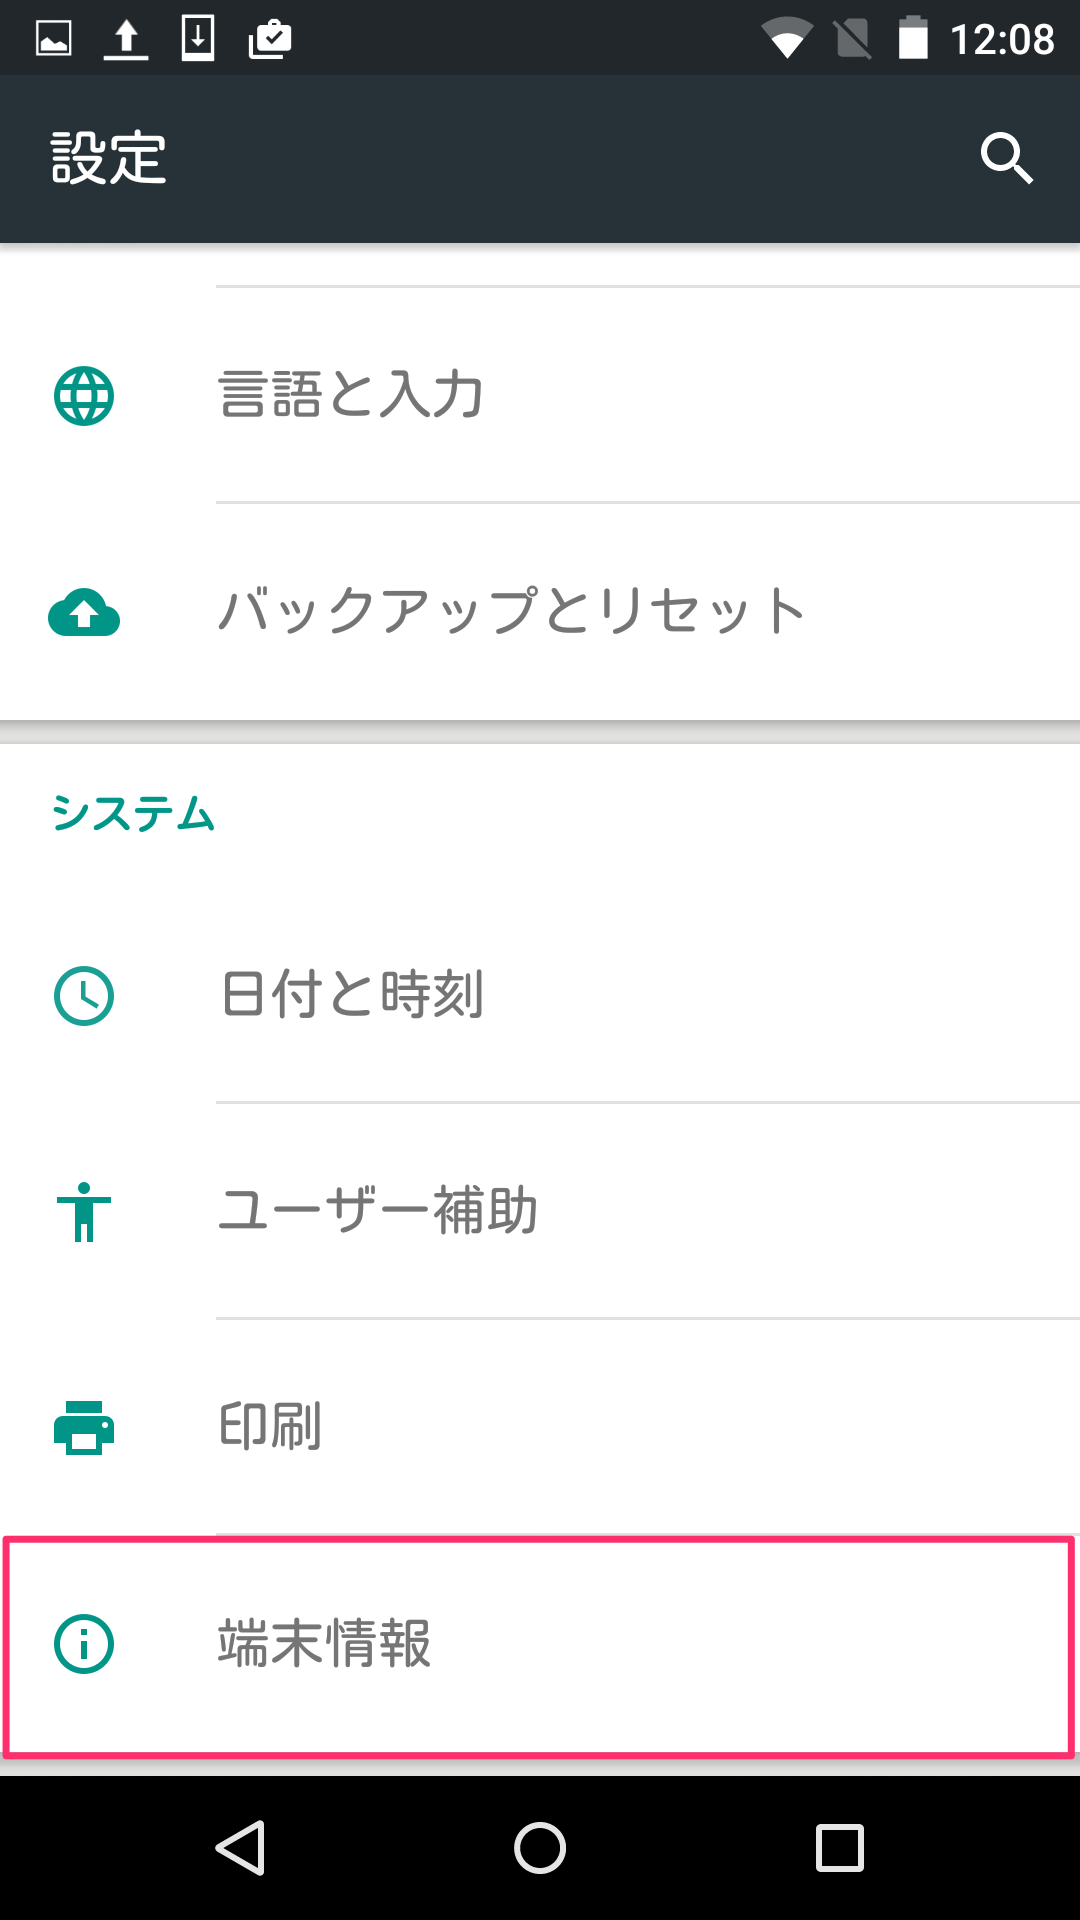 12:08
設定
言語と入力
バックアップとリセット
システム
日付と時刻
ユーザー補助
印刷
端末情報